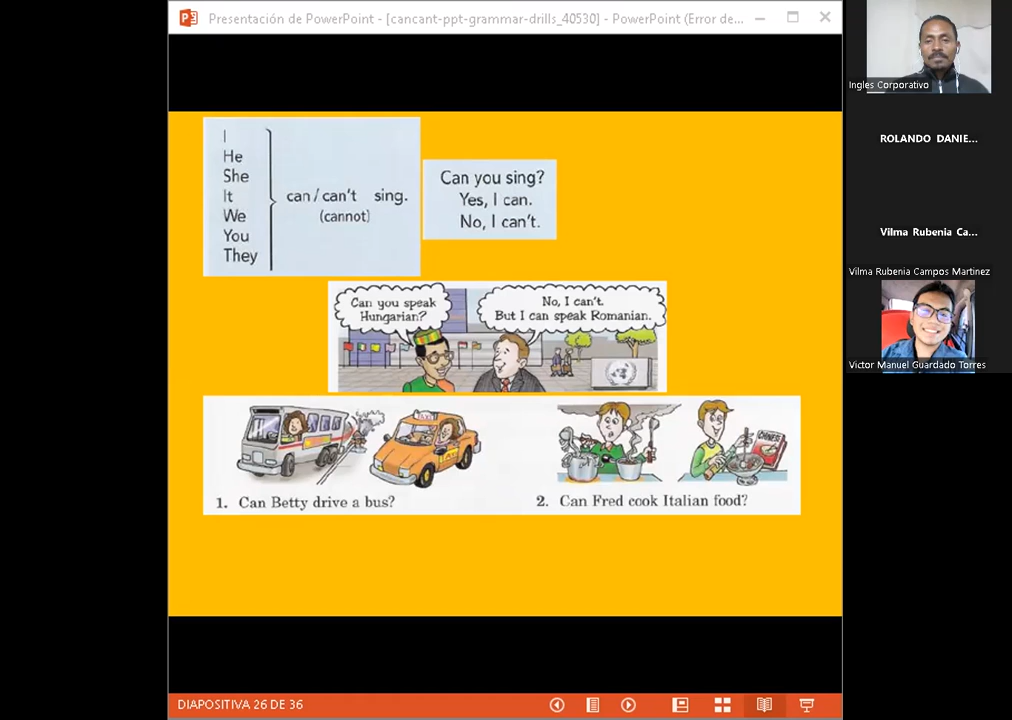 Presentación de PowerPoint - [cancant-ppt-grammar-drills_40530] - PowerPoint (Error de...
I
He
She
It
We
You
They
can / can't sing.
(cannot)
Can you sing?
Yes, I can.
No, I can't.
Can you speak
Hungarian?
No, I can't.
But I can speak Romanian.
TAXI
TAXI
CHINESE
1. Can Betty drive a bus?
2. Can Fred cook Italian food?
DIAPOSITIVA 26 DE 36
Ingles Corporativo
ROLANDO DANIE...
Vilma Rubenia Ca...
Vilma Rubenia Campos Martinez
Victor Manuel Guardado Torres